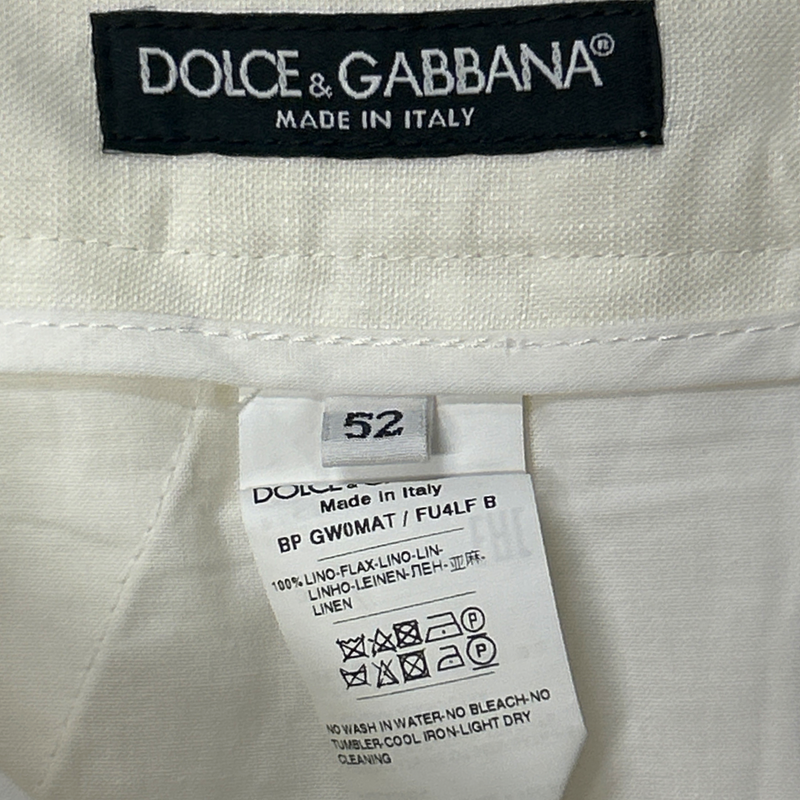 DOLCE & GABBANA®
MADE IN ITALY
52
DOLCE &
Made in Italy
BP GW0MAT / FU4LF B
100% LINO-FLAX-LINO-LIN-
LINHO-LEINEN-ЛЕН-亚麻-
LINEN
P
P
NO WASH IN WATER-NO BLEACH-NO
TUMBLER-COOL IRON-LIGHT DRY
CLEANING